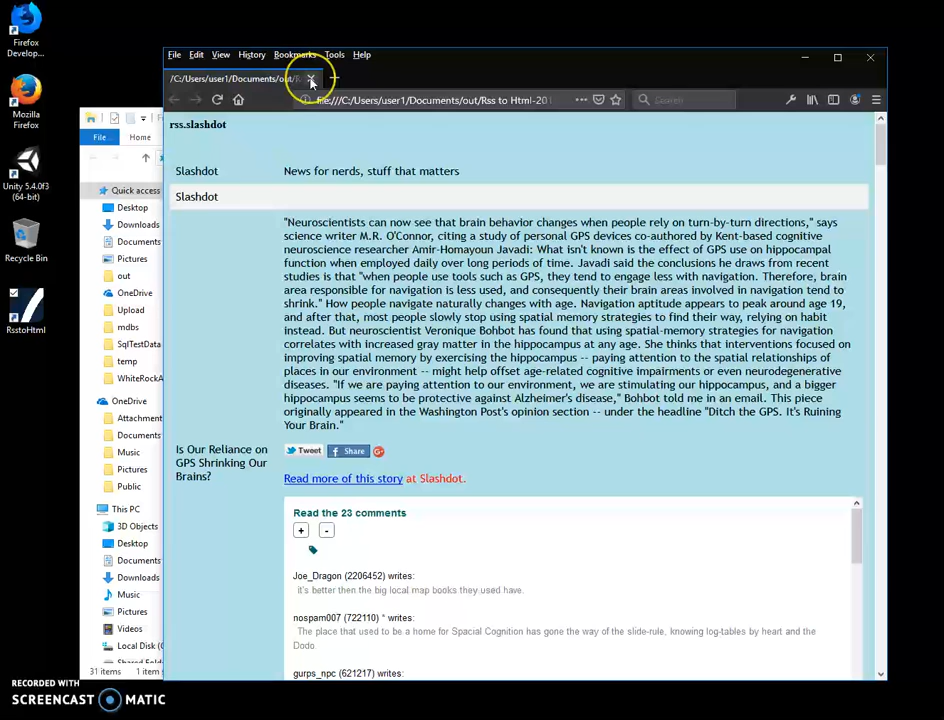 Firefox
Develop...
Mozilla
Firefox
Unity 5.4.0f3
(64-bit)
Recycle Bin
RsstoHtml
File
Home
Quick access
Desktop
Downloads
Documents
Pictures
out
OneDrive
Upload
mdbs
SqlTestData
temp
WhiteRockA
OneDrive
Attachment
Documents
Music
Pictures
Public
This PC
3D Objects
Desktop
Documents
Downloads
Music
Pictures
Videos
Local Disk (
31 items 1 item s
File Edit View History Bookmarks Tools Help
/C:/Users/user1/Documents/out/R
file:///C:/Users/user1/Documents/out/Rss to Html-201
Search
rss.slashdot
Slashdot News for nerds, stuff that matters
Slashdot
"Neuroscientists can now see that brain behavior changes when people rely on turn-by-turn directions," says
science writer M.R. O'Connor, citing a study of personal GPS devices co-authored by Kent-based cognitive
neuroscience researcher Amir-Homayoun Javadi: What isn't known is the effect of GPS use on hippocampal
function when employed daily over long periods of time. Javadi said the conclusions he draws from recent
studies is that "when people use tools such as GPS, they tend to engage less with navigation. Therefore, brain
area responsible for navigation is less used, and consequently their brain areas involved in navigation tend to
shrink." How people navigate naturally changes with age. Navigation aptitude appears to peak around age 19,
and after that, most people slowly stop using spatial memory strategies to find their way, relying on habit
instead. But neuroscientist Veronique Bohbot has found that using spatial-memory strategies for navigation
correlates with increased gray matter in the hippocampus at any age. She thinks that interventions focused on
improving spatial memory by exercising the hippocampus -- paying attention to the spatial relationships of
places in our environment -- might help offset age-related cognitive impairments or even neurodegenerative
diseases. "If we are paying attention to our environment, we are stimulating our hippocampus, and a bigger
hippocampus seems to be protective against Alzheimer's disease," Bohbot told me in an email. This piece
originally appeared in the Washington Post's opinion section -- under the headline "Ditch the GPS. It's Ruining
Your Brain."
Is Our Reliance on
GPS Shrinking Our
Brains?
Tweet Share
Read more of this story at Slashdot.
Read the 23 comments
+ -
Joe_Dragon (2206452) writes:
it's better then the big local map books they used have.
nospam007 (722110) * writes:
The place that used to be a home for Spacial Cognition has gone the way of the slide-rule, knowing log-tables by heart and the
Dodo.
gurps_npc (621217) writes:
RECORDED WITH
SCREENCAST MATIC